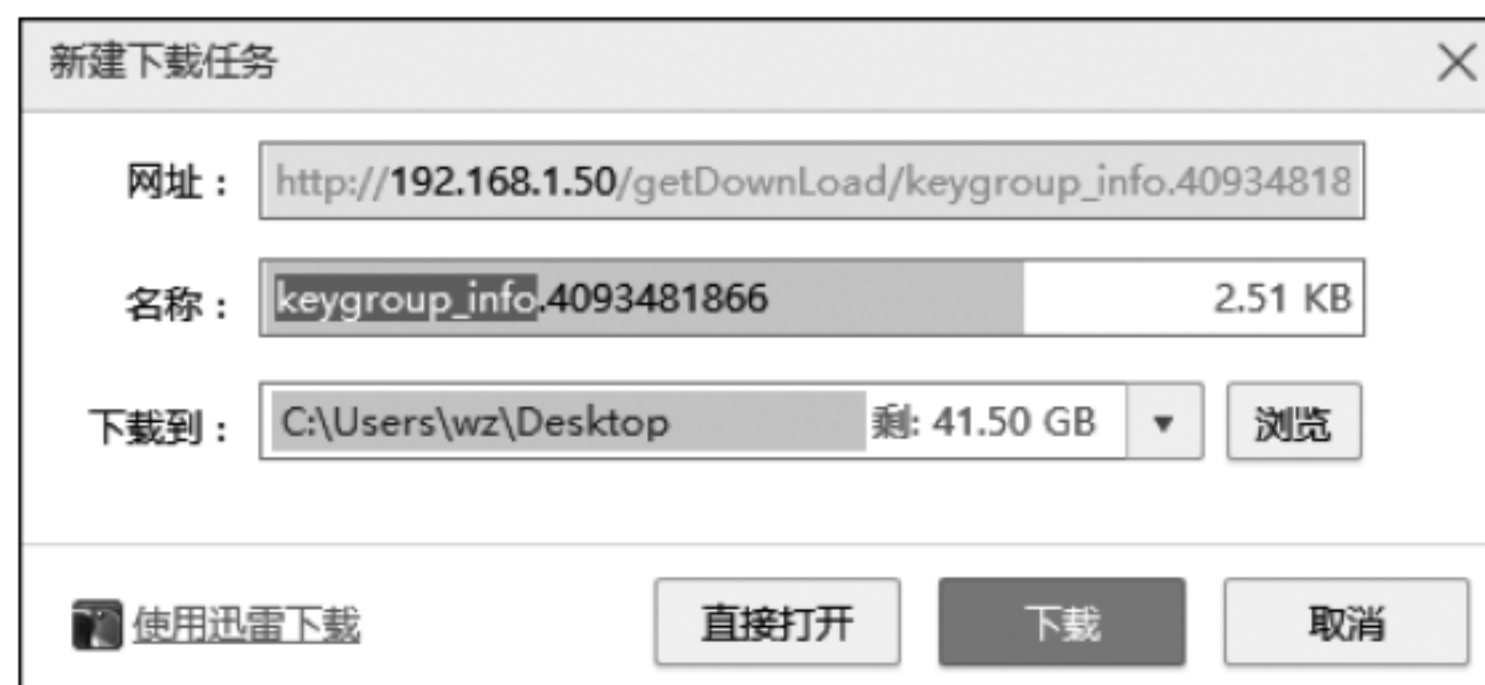 新建下载任务
网址： http://192.168.1.50/getDownLoad/keygroup_info.40934818
名称： keygroup_info.4093481866 2.51 KB
下载到： C:\Users\wz\Desktop 剩: 41.50 GB 浏览
使用迅雷下载 直接打开 下载 取消